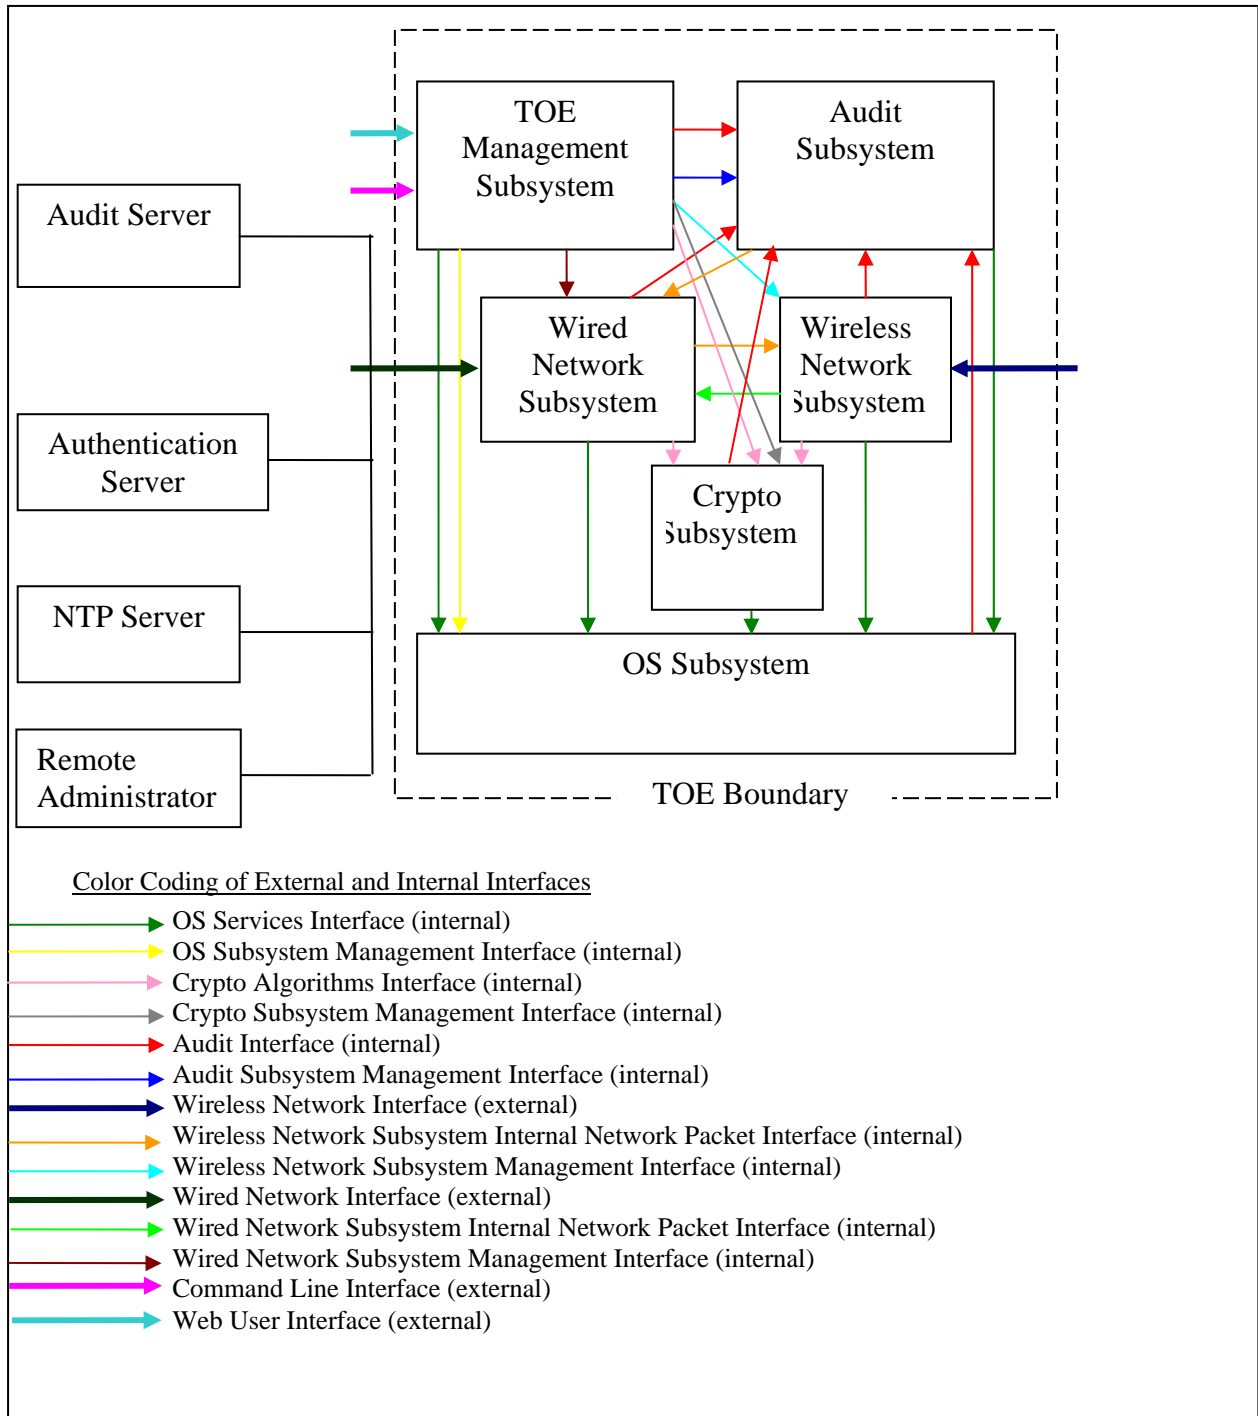 TOE
Management
Subsystem
Audit
Subsystem
Audit Server
Wired
Network
Subsystem
Wireless
Network
Subsystem
Authentication
Server
Crypto
Subsystem
NTP Server
OS Subsystem
Remote
Administrator
TOE Boundary
Color Coding of External and Internal Interfaces
OS Services Interface (internal)
OS Subsystem Management Interface (internal)
Crypto Algorithms Interface (internal)
Crypto Subsystem Management Interface (internal)
Audit Interface (internal)
Audit Subsystem Management Interface (internal)
Wireless Network Interface (external)
Wireless Network Subsystem Internal Network Packet Interface (internal)
Wireless Network Subsystem Management Interface (internal)
Wired Network Interface (external)
Wired Network Subsystem Internal Network Packet Interface (internal)
Wired Network Subsystem Management Interface (internal)
Command Line Interface (external)
Web User Interface (external)